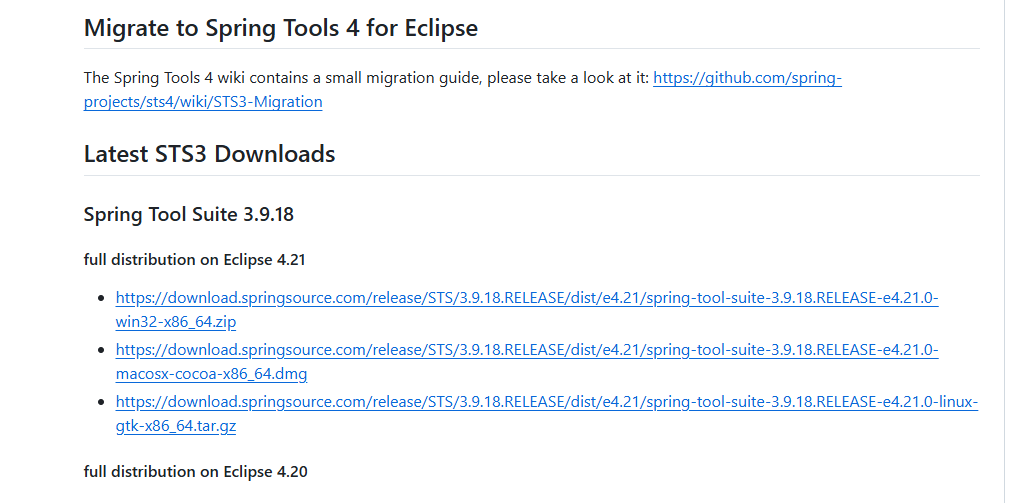 Migrate to Spring Tools 4 for Eclipse
The Spring Tools 4 wiki contains a small migration guide, please take a look at it: https://github.com/spring-
projects/sts4/wiki/STS3-Migration
Latest STS3 Downloads
Spring Tool Suite 3.9.18
full distribution on Eclipse 4.21
https://download.springsource.com/release/STS/3.9.18.RELEASE/dist/e4.21/spring-tool-suite-3.9.18.RELEASE-e4.21.0-
win32-x86_64.zip
https://download.springsource.com/release/STS/3.9.18.RELEASE/dist/e4.21/spring-tool-suite-3.9.18.RELEASE-e4.21.0-
macosx-cocoa-x86_64.dmg
https://download.springsource.com/release/STS/3.9.18.RELEASE/dist/e4.21/spring-tool-suite-3.9.18.RELEASE-e4.21.0-linux-
gtk-x86_64.tar.gz
full distribution on Eclipse 4.20